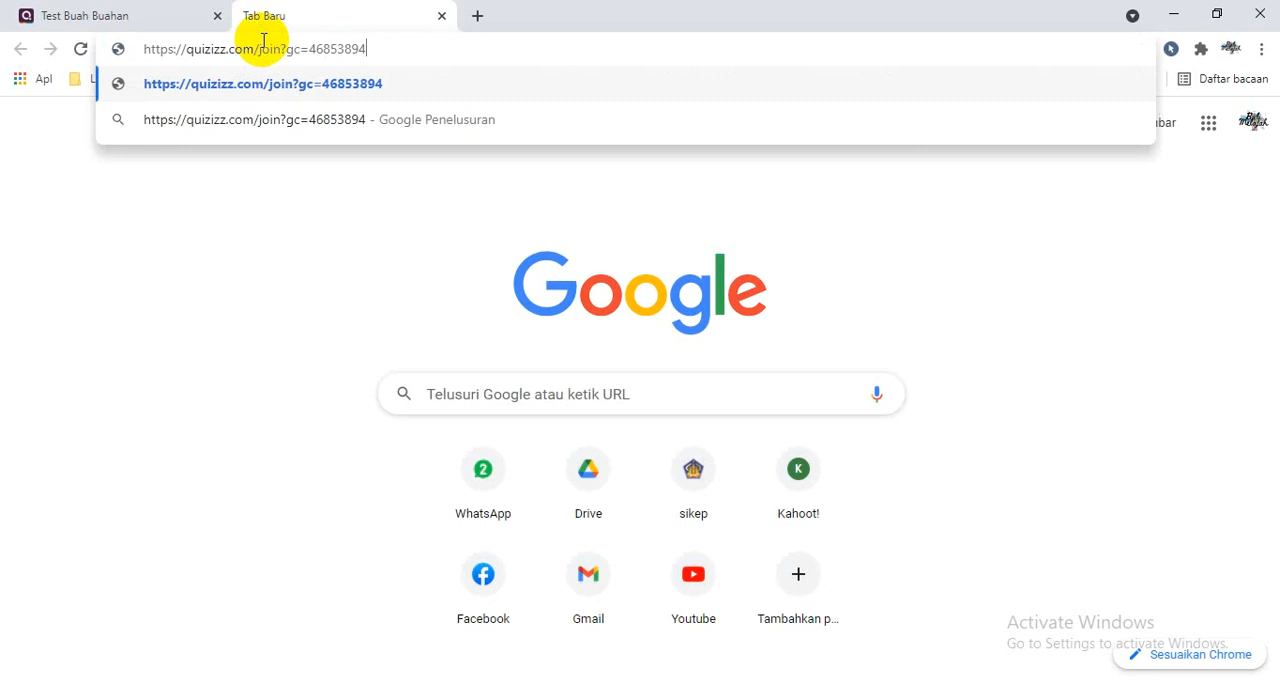 Test Buah Buahan
Tab Baru
https://quizizz.com/join?gc=46853894
Apl
L
Daftar bacaan
https://quizizz.com/join?gc=46853894
https://quizizz.com/join?gc=46853894 - Google Penelusuran
bar
Google
Telusuri Google atau ketik URL
2
K
WhatsApp
Drive
sikep
Kahoot!
Facebook
Gmail
Youtube
Tambahkan p...
Activate Windows
Go to Settings to activate Windows.
Sesuaikan Chrome